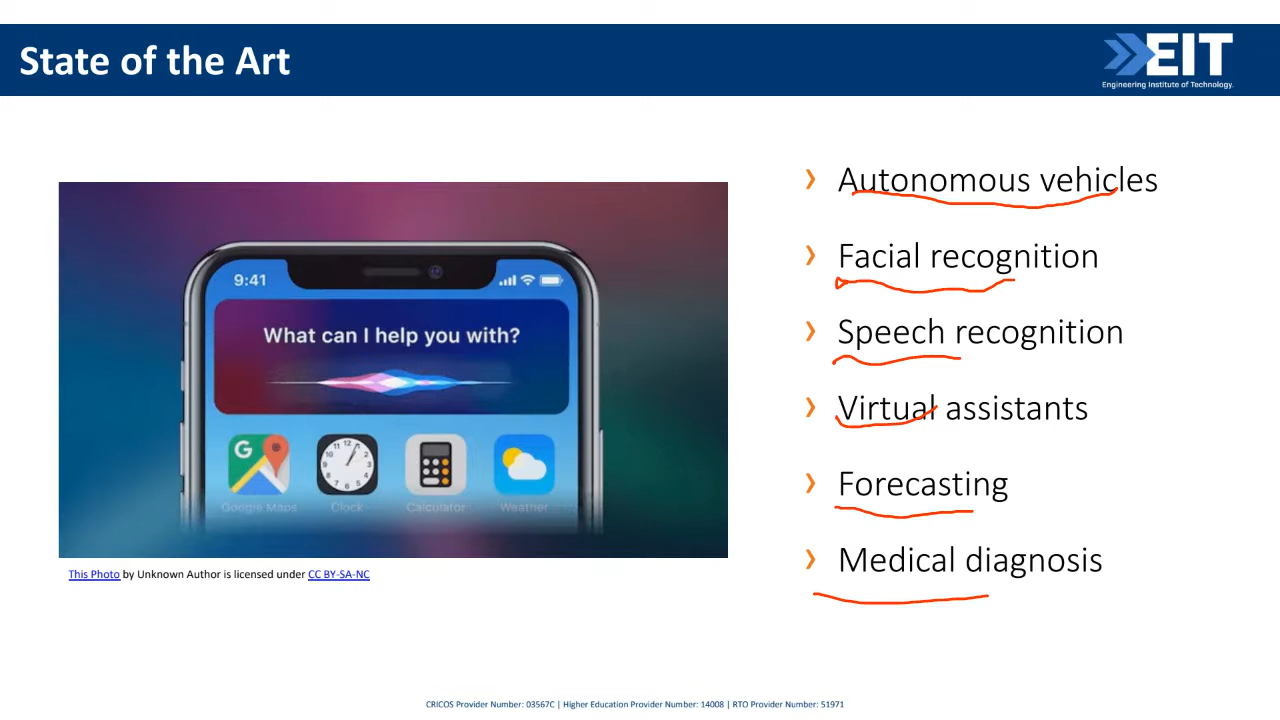 State of the Art
EIT
Engineering Institute of Technology.
9:41
What can I help you with?
Google Maps Clock Calculator Weather
This Photo by Unknown Author is licensed under CC BY-SA-NC
Autonomous vehicles
Facial recognition
Speech recognition
Virtual assistants
Forecasting
Medical diagnosis
CRICOS Provider Number: 03567C | Higher Education Provider Number: 14008 | RTO Provider Number: 51971